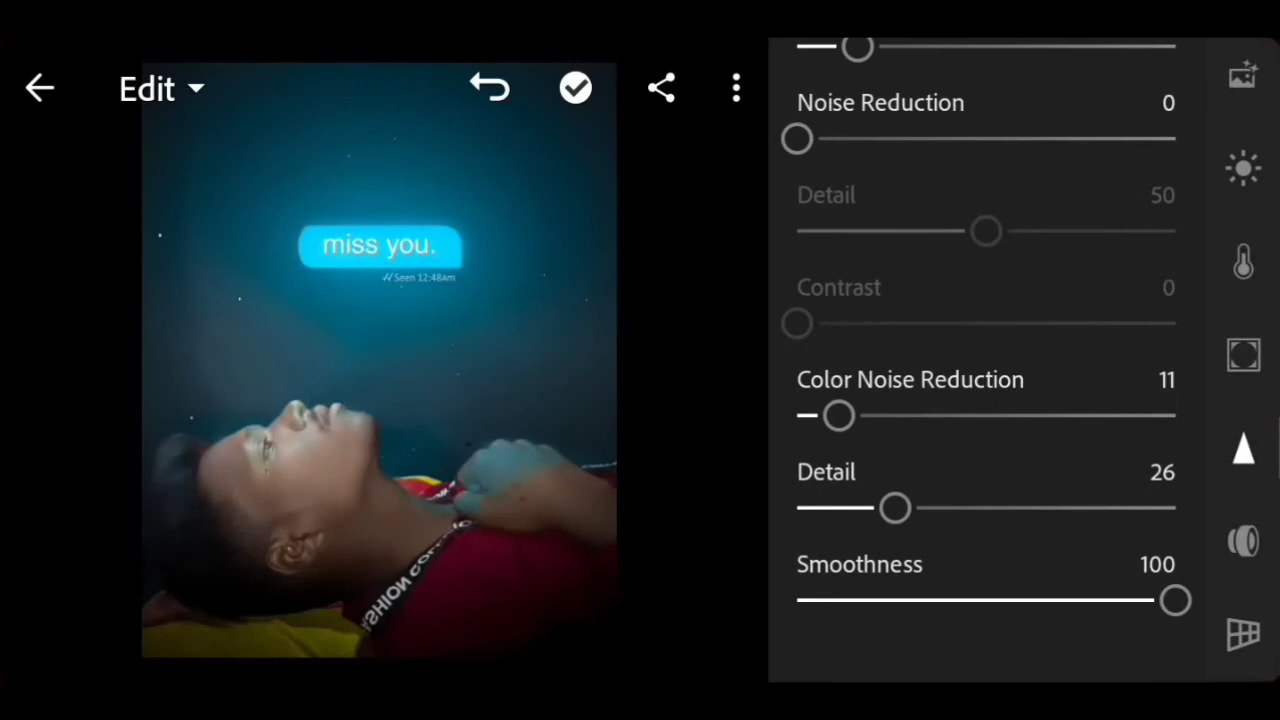 Edit
miss you.
Seen 12:48Am
FASHION
Noise Reduction 0
Detail 50
Contrast 0
Color Noise Reduction 11
Detail 26
Smoothness 100